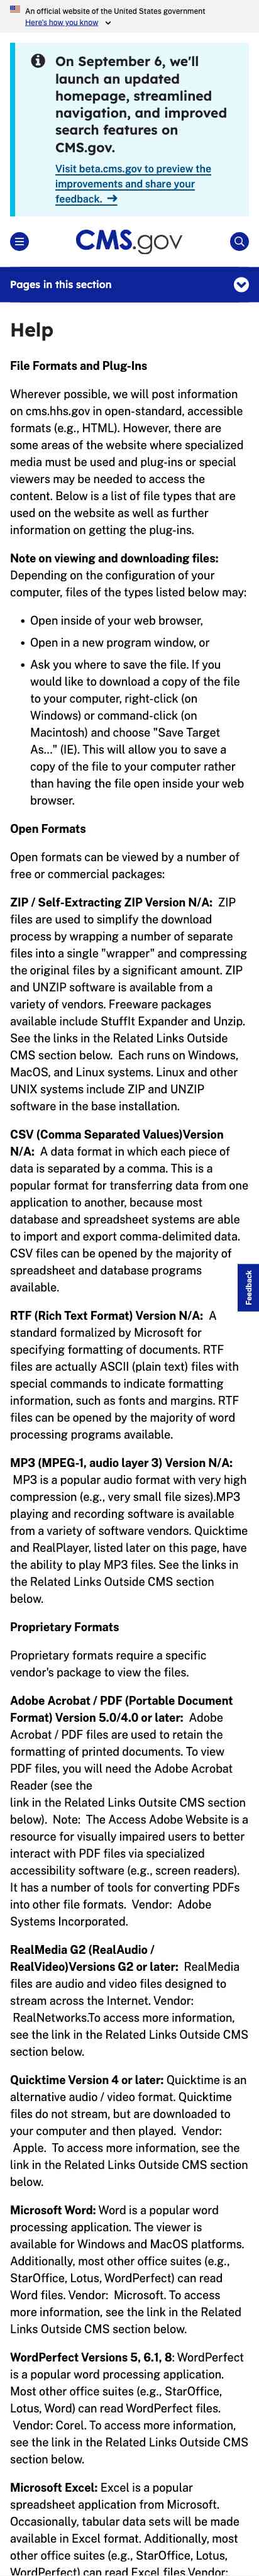 An official website of the United States government
Here's how you know
On September 6, we'll
launch an updated
homepage, streamlined
navigation, and improved
search features on
CMS.gov.
Visit beta.cms.gov to preview the
improvements and share your
feedback. →
CMS.gov
Pages in this section
Help
File Formats and Plug-Ins
Wherever possible, we will post information
on cms.hhs.gov in open-standard, accessible
formats (e.g., HTML). However, there are
some areas of the website where specialized
media must be used and plug-ins or special
viewers may be needed to access the
content. Below is a list of file types that are
used on the website as well as further
information on getting the plug-ins.
Note on viewing and downloading files:
Depending on the configuration of your
computer, files of the types listed below may:
• Open inside of your web browser,
• Open in a new program window, or
• Ask you where to save the file. If you
would like to download a copy of the file
to your computer, right-click (on
Windows) or command-click (on
Macintosh) and choose "Save Target
As..." (IE). This will allow you to save a
copy of the file to your computer rather
than having the file open inside your web
browser.
Open Formats
Open formats can be viewed by a number of
free or commercial packages:
ZIP / Self-Extracting ZIP Version N/A:  ZIP
files are used to simplify the download
process by wrapping a number of separate
files into a single "wrapper" and compressing
the original files by a significant amount. ZIP
and UNZIP software is available from a
variety of vendors. Freeware packages
available include StuffIt Expander and Unzip.
See the links in the Related Links Outside
CMS section below.  Each runs on Windows,
MacOS, and Linux systems. Linux and other
UNIX systems include ZIP and UNZIP
software in the base installation.
CSV (Comma Separated Values)Version
N/A:  A data format in which each piece of
data is separated by a comma. This is a
popular format for transferring data from one
application to another, because most
database and spreadsheet systems are able
to import and export comma-delimited data.
CSV files can be opened by the majority of
spreadsheet and database programs
available.
Feedback
RTF (Rich Text Format) Version N/A:  A
standard formalized by Microsoft for
specifying formatting of documents. RTF
files are actually ASCII (plain text) files with
special commands to indicate formatting
information, such as fonts and margins. RTF
files can be opened by the majority of word
processing programs available.
MP3 (MPEG-1, audio layer 3) Version N/A:
MP3 is a popular audio format with very high
compression (e.g., very small file sizes).MP3
playing and recording software is available
from a variety of software vendors. Quicktime
and RealPlayer, listed later on this page, have
the ability to play MP3 files. See the links in
the Related Links Outside CMS section
below.
Proprietary Formats
Proprietary formats require a specific
vendor's package to view the files.
Adobe Acrobat / PDF (Portable Document
Format) Version 5.0/4.0 or later:  Adobe
Acrobat / PDF files are used to retain the
formatting of printed documents. To view
PDF files, you will need the Adobe Acrobat
Reader (see the
link in the Related Links Outsite CMS section
below).  Note:  The Access Adobe Website is a
resource for visually impaired users to better
interact with PDF files via specialized
accessibility software (e.g., screen readers).
It has a number of tools for converting PDFs
into other file formats.  Vendor:  Adobe
Systems Incorporated.
RealMedia G2 (RealAudio /
RealVideo)Versions G2 or later:  RealMedia
files are audio and video files designed to
stream across the Internet. Vendor:
RealNetworks.To access more information,
see the link in the Related Links Outside CMS
section below.
Quicktime Version 4 or later: Quicktime is an
alternative audio / video format. Quicktime
files do not stream, but are downloaded to
your computer and then played.  Vendor:
Apple.  To access more information, see the
link in the Related Links Outside CMS section
below.
Microsoft Word: Word is a popular word
processing application. The viewer is
available for Windows and MacOS platforms.
Additionally, most other office suites (e.g.,
StarOffice, Lotus, WordPerfect) can read
Word files. Vendor:  Microsoft. To access
more information, see the link in the Related
Links Outside CMS section below.
WordPerfect Versions 5, 6.1, 8: WordPerfect
is a popular word processing application.
Most other office suites (e.g., StarOffice,
Lotus, Word) can read WordPerfect files.
Vendor: Corel. To access more information,
see the link in the Related Links Outside CMS
section below.
Microsoft Excel: Excel is a popular
spreadsheet application from Microsoft.
Occasionally, tabular data sets will be made
available in Excel format. Additionally, most
other office suites (e.g., StarOffice, Lotus,
WordPerfect) can read Excel files Vendor: